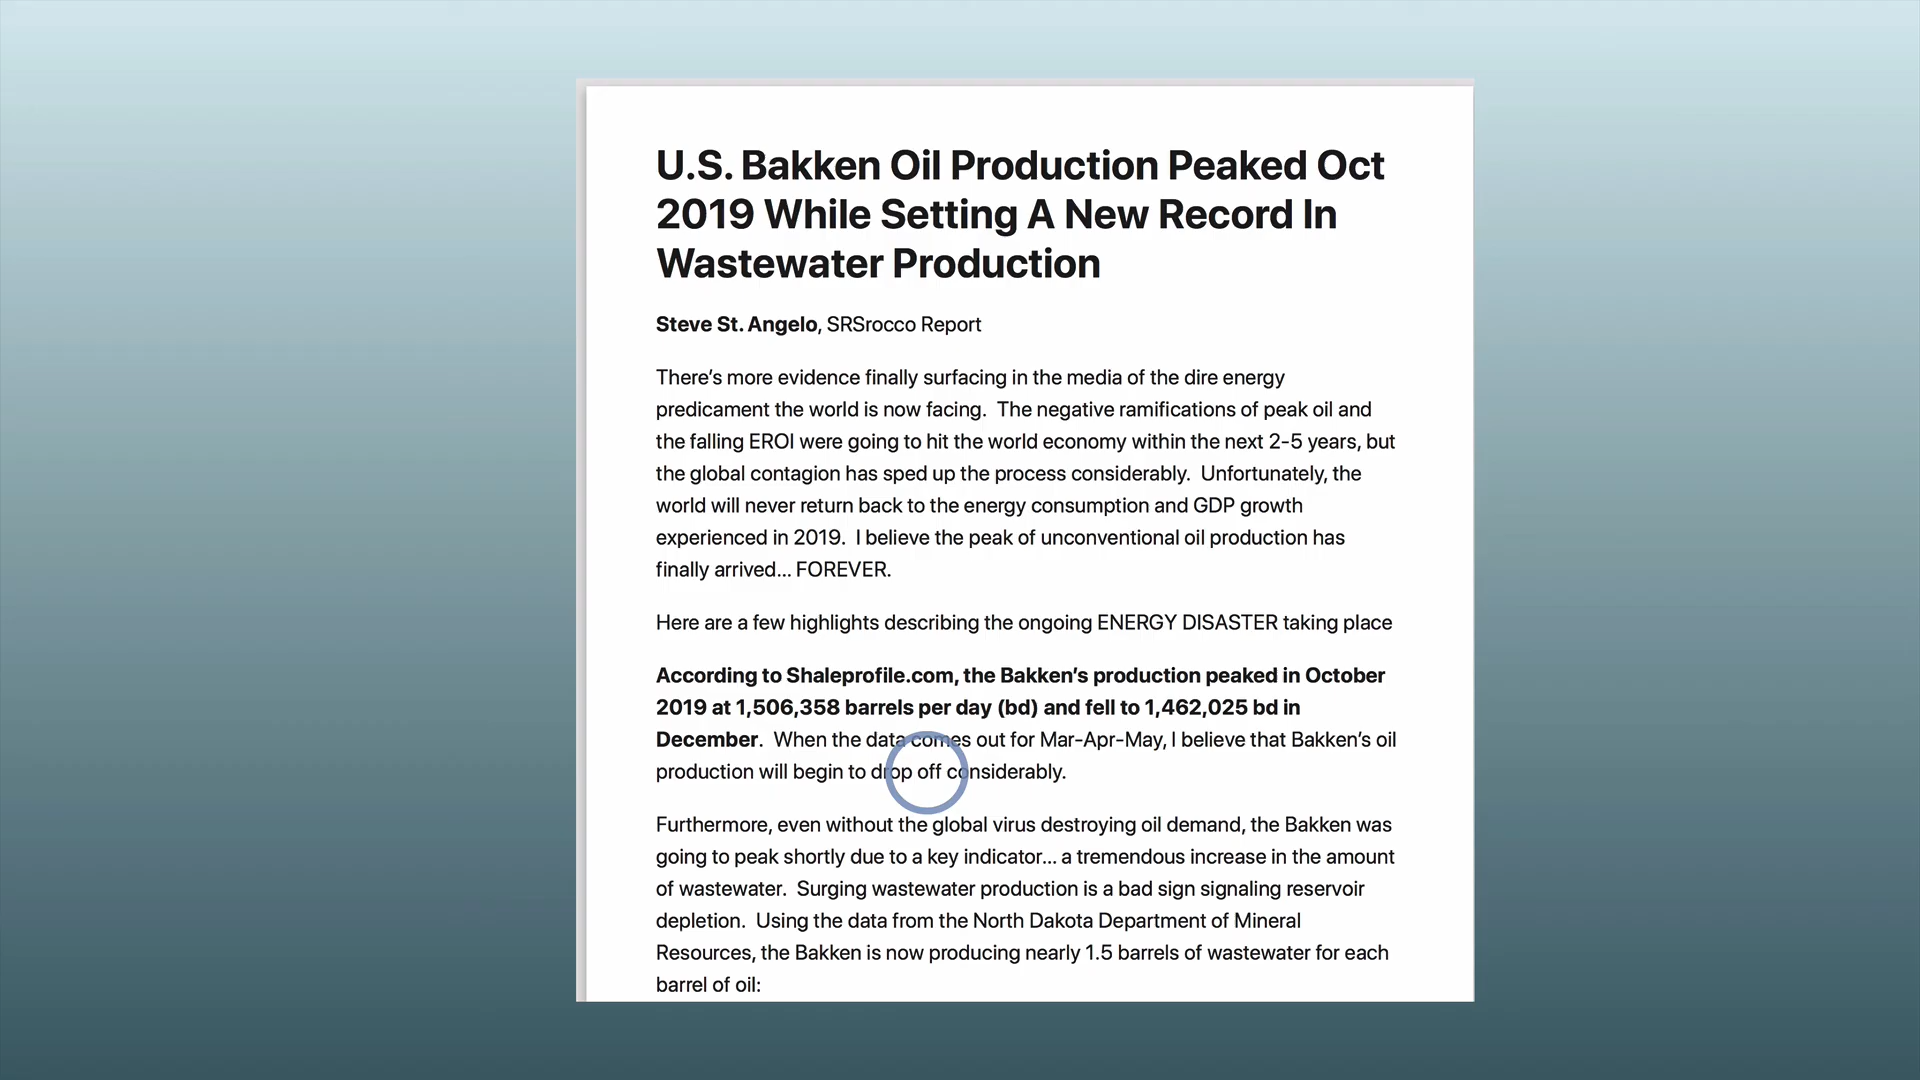 U.S. Bakken Oil Production Peaked Oct
2019 While Setting A New Record In
Wastewater Production
Steve St. Angelo, SRSrocco Report
There’s more evidence finally surfacing in the media of the dire energy
predicament the world is now facing.  The negative ramifications of peak oil and
the falling EROI were going to hit the world economy within the next 2-5 years, but
the global contagion has sped up the process considerably.  Unfortunately, the
world will never return back to the energy consumption and GDP growth
experienced in 2019.  I believe the peak of unconventional oil production has
finally arrived… FOREVER.
Here are a few highlights describing the ongoing ENERGY DISASTER taking place
According to Shaleprofile.com, the Bakken’s production peaked in October
2019 at 1,506,358 barrels per day (bd) and fell to 1,462,025 bd in
December.  When the data comes out for Mar-Apr-May, I believe that Bakken’s oil
production will begin to drop off considerably.
Furthermore, even without the global virus destroying oil demand, the Bakken was
going to peak shortly due to a key indicator… a tremendous increase in the amount
of wastewater.  Surging wastewater production is a bad sign signaling reservoir
depletion.  Using the data from the North Dakota Department of Mineral
Resources, the Bakken is now producing nearly 1.5 barrels of wastewater for each
barrel of oil: